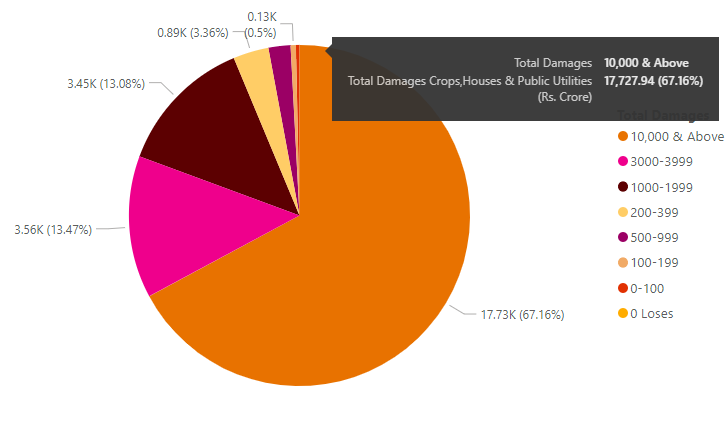 0.13K
(0.5%)
0.89K (3.36%)
3.45K (13.08%)
3.56K (13.47%)
17.73K (67.16%)
Total Damages 10,000 & Above
Total Damages Crops,Houses & Public Utilities 17,727.94 (67.16%)
(Rs. Crore)
Total Damages
10,000 & Above
3000-3999
1000-1999
200-399
500-999
100-199
0-100
0 Loses